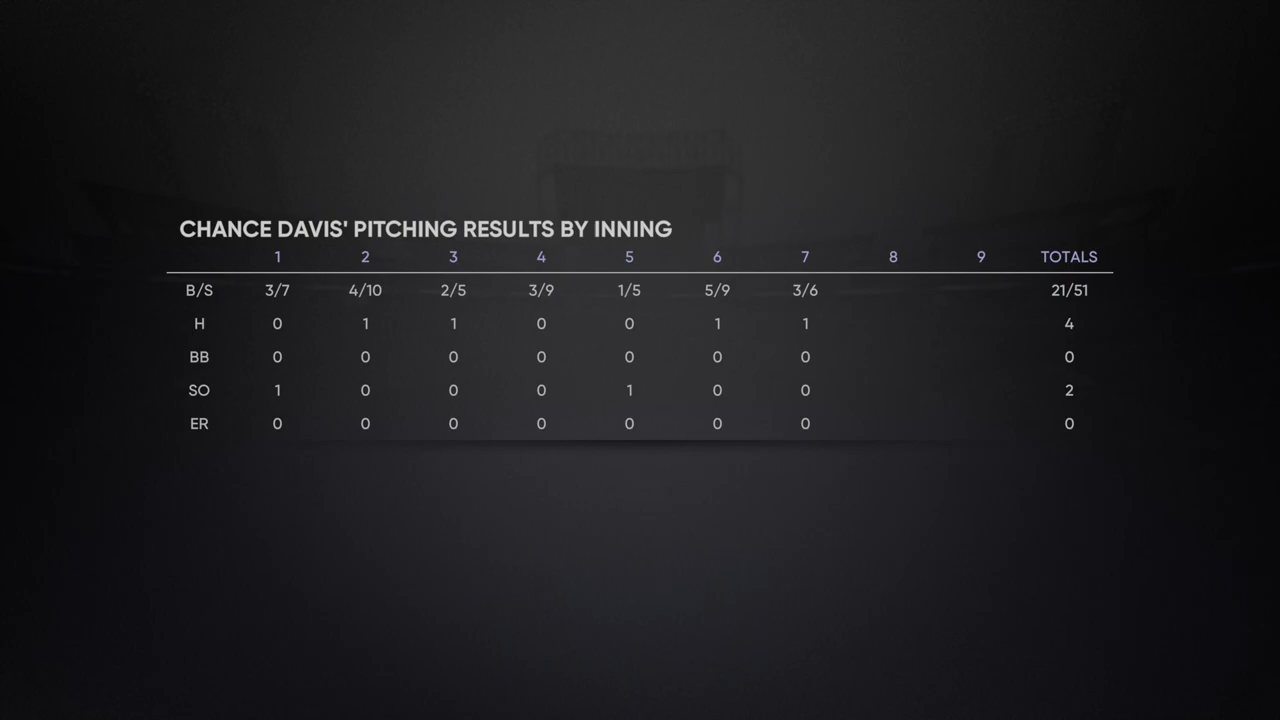 CHANCE DAVIS' PITCHING RESULTS BY INNING
1 2 3 4 5 6 7 8 9 TOTALS
B/S 3/7 4/10 2/5 3/9 1/5 5/9 3/6 21/51
H 0 1 1 0 0 1 1 4
BB 0 0 0 0 0 0 0 0
SO 1 0 0 0 1 0 0 2
ER 0 0 0 0 0 0 0 0